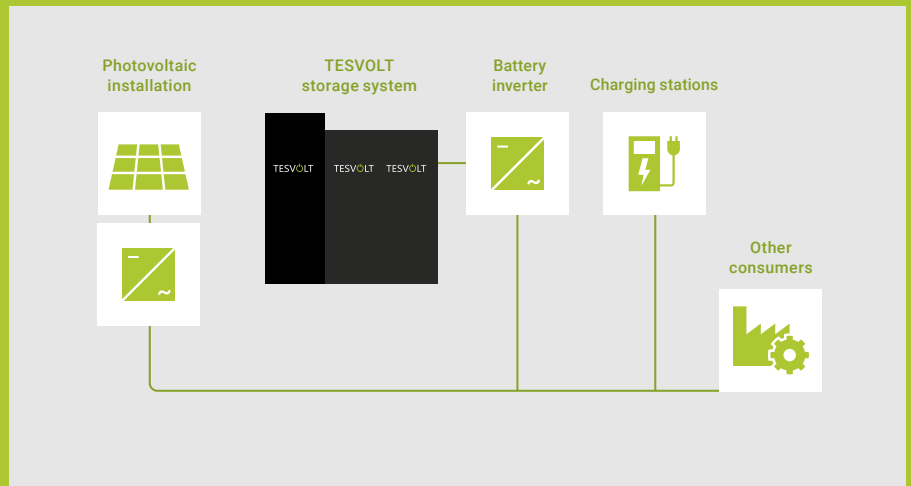 Photovoltaic
installation
TESVOLT
storage system
Battery
inverter
Charging stations
TESVOLT
TESVOLT
TESVOLT
Other
consumers